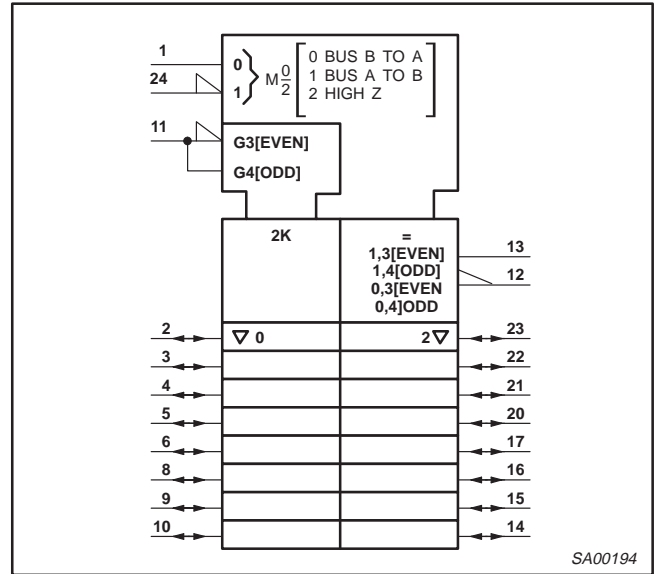 1
0
M 0/2
0 BUS B TO A
24
1
1 BUS A TO B
2 HIGH Z
11
G3[EVEN]
G4[ODD]
2K
=
1,3[EVEN]
13
1,4[ODD]
12
0,3[EVEN
0,4]ODD
2
0
2
23
3
22
4
21
5
20
6
17
8
16
9
15
10
14
SA00194